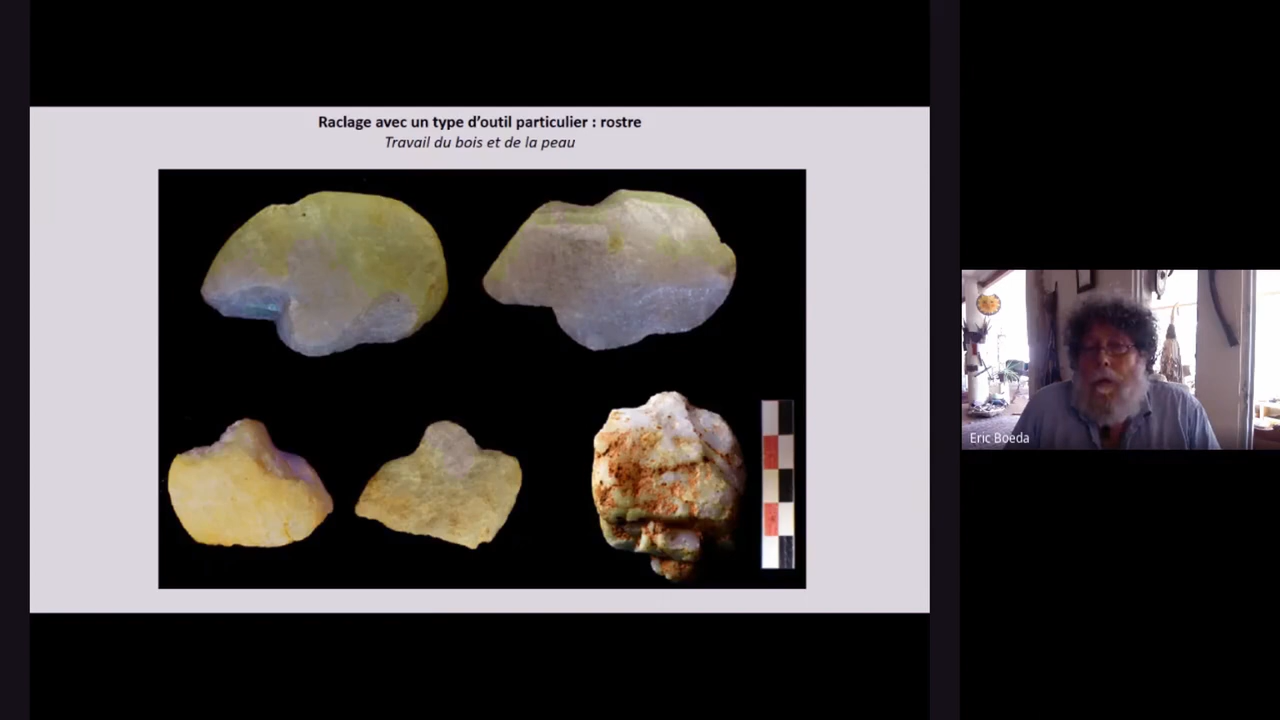 Raclage avec un type d'outil particulier : rostre
Travail du bois et de la peau
Eric Boeda